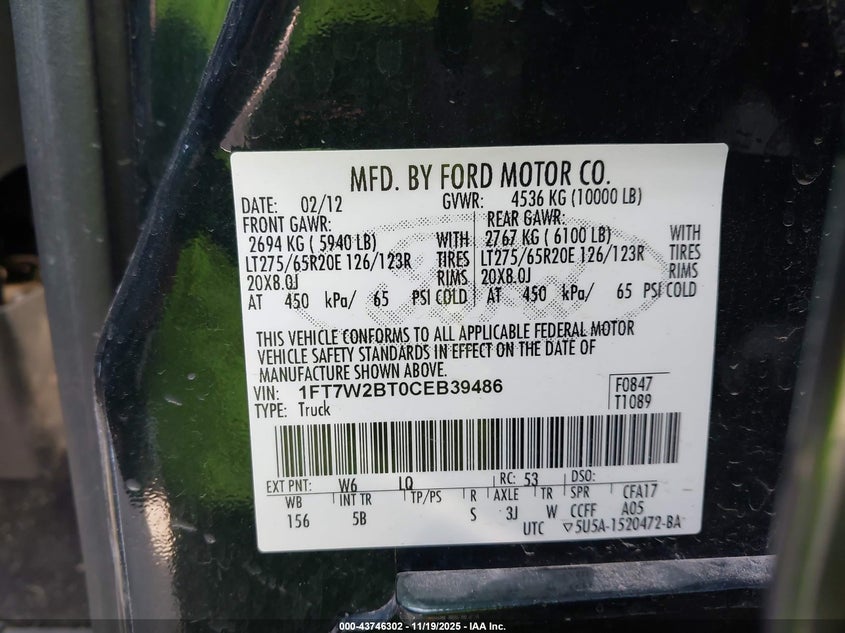 MFD. BY FORD MOTOR CO.
DATE: 02/12 GVWR: 4536 KG (10000 LB)
FRONT GAWR: REAR GAWR:
2694 KG ( 5940 LB) WITH 2767 KG ( 6100 LB) WITH
LT275/65R20E 126/123R TIRES LT275/65R20E 126/123R TIRES
20X8.0J RIMS 20X8.0J RIMS
AT 450 kPa/ 65 PSI COLD AT 450 kPa/ 65 PSI COLD
THIS VEHICLE CONFORMS TO ALL APPLICABLE FEDERAL MOTOR
VEHICLE SAFETY STANDARDS IN EFFECT ON THE DATE OF
MANUFACTURE SHOWN ABOVE.
VIN: 1FT7W2BT0CEB39486 F0847
TYPE: Truck T1089
EXT PNT: W6 LQ RC: 53 DSO:
WB INT TR TP/PS R AXLE TR SPR CFA17
156 5B S 3J W CCFF A05
UTC ▽5U5A-1520472-BA
000-43746302 - 11/19/2025 - IAA Inc.